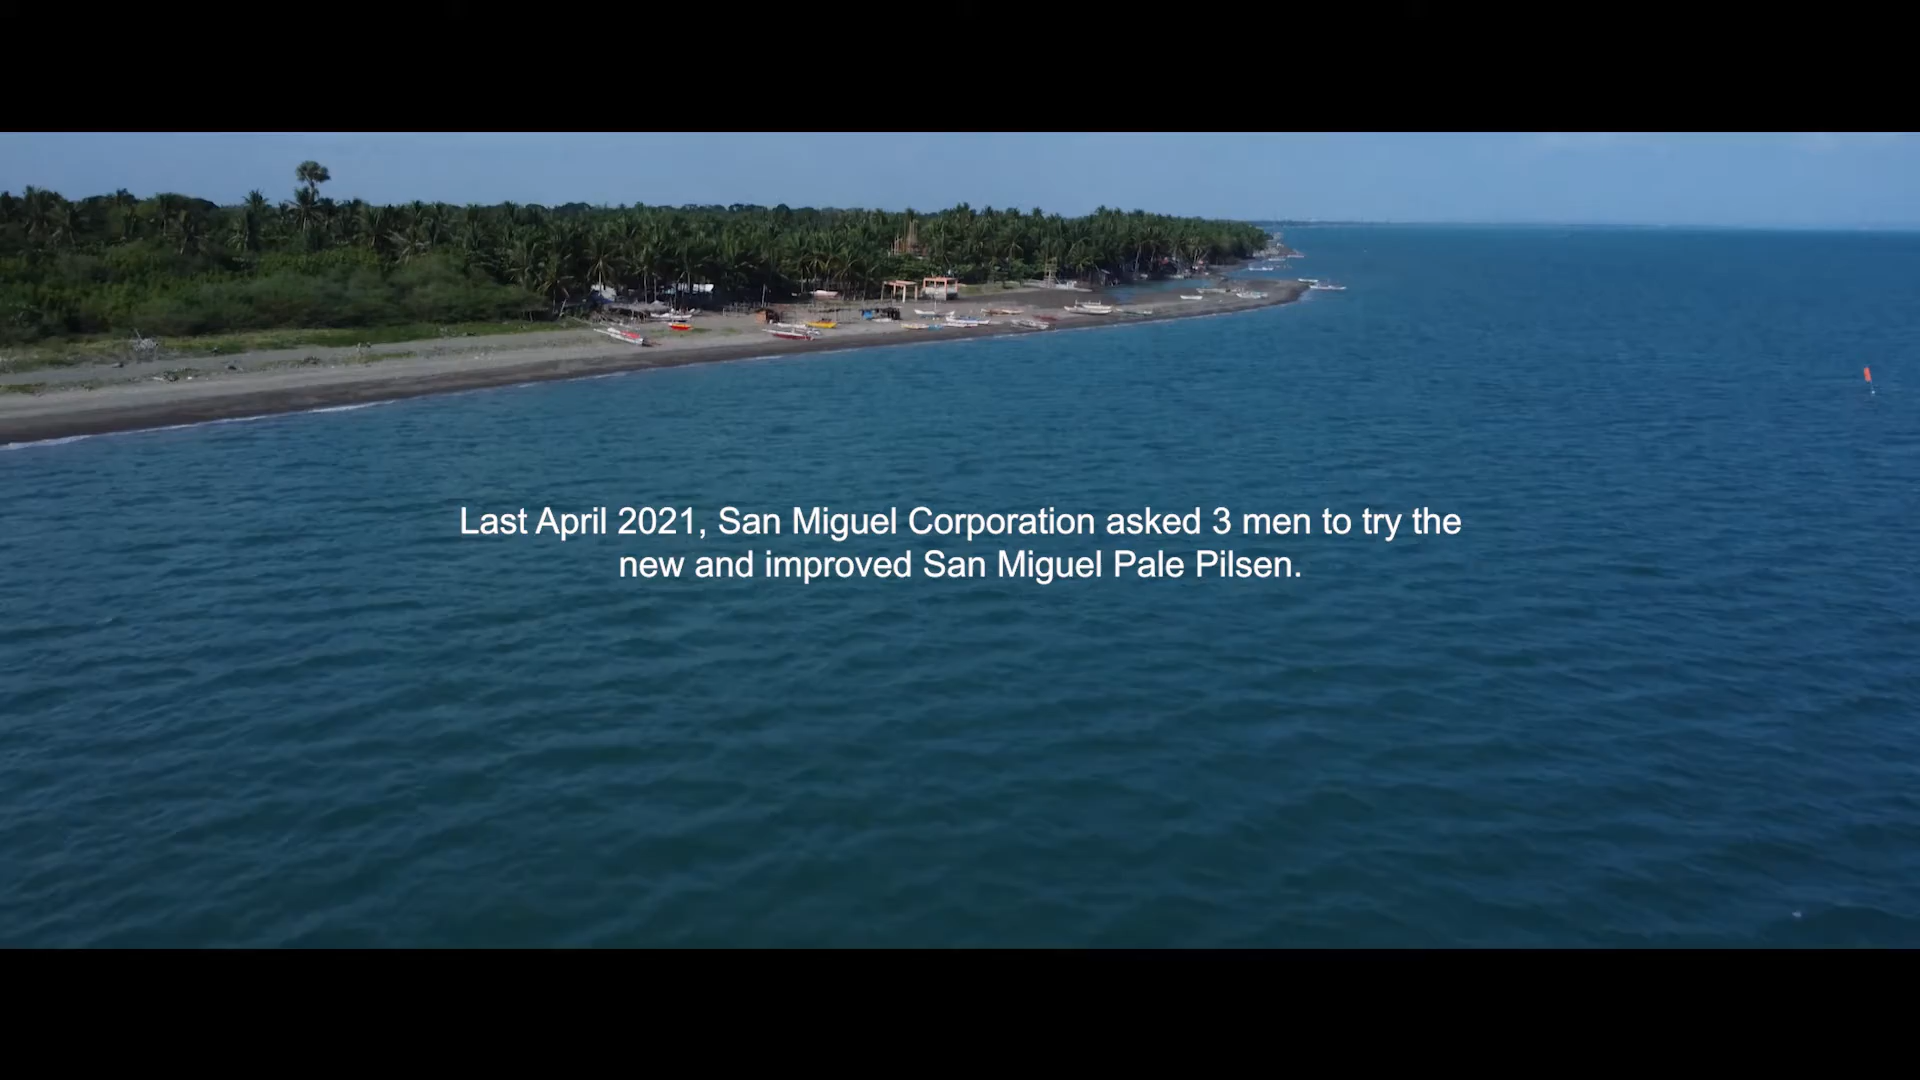 Last April 2021, San Miguel Corporation asked 3 men to try the
new and improved San Miguel Pale Pilsen.